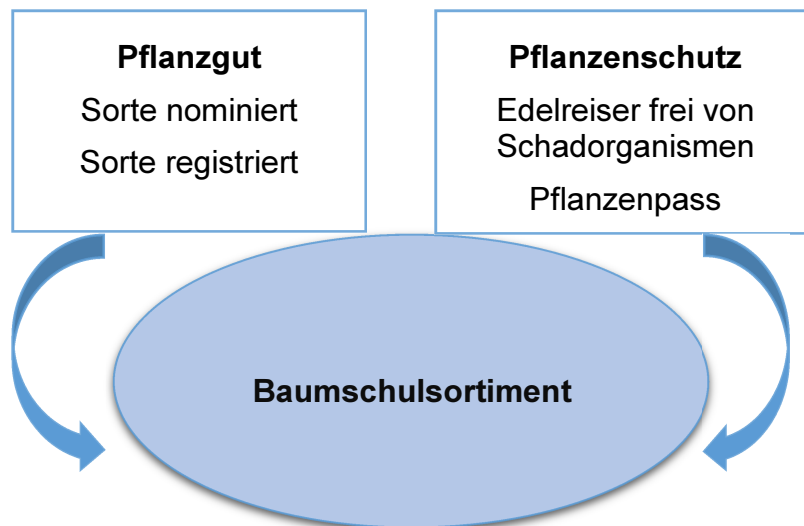 Pflanzgut
Sorte nominiert
Sorte registriert
Pflanzenschutz
Edelreiser frei von
Schadorganismen
Pflanzenpass
Baumschulsortiment